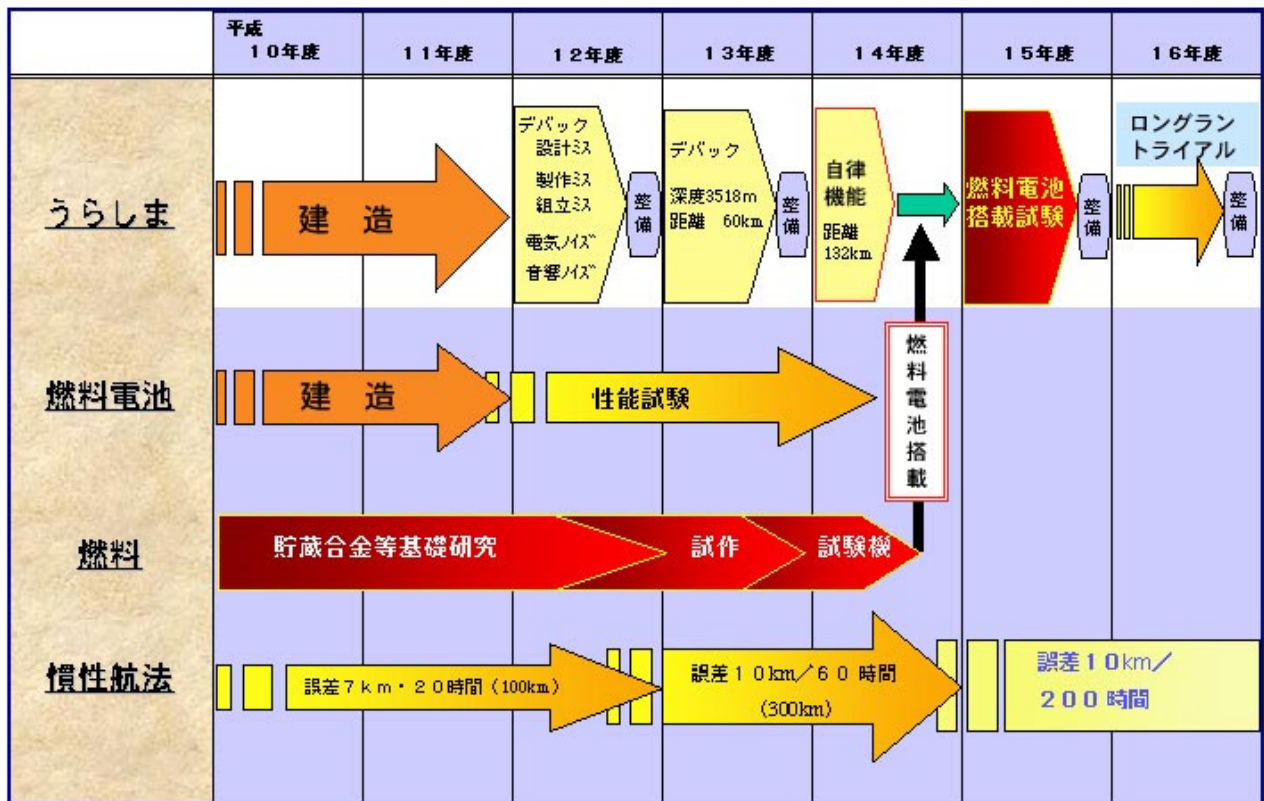 平成
10年度
11年度
12年度
13年度
14年度
15年度
16年度
うらしま
建 造
デバック
設計ミス
製作ミス
組立ミス
電気ノイズ
音響ノイズ
整備
デバック
深度3518m
距離 60km
整備
自律
機能
距離
132km
燃料電池
搭載試験
整備
ロングラン
トライアル
整備
燃料電池
建 造
性能試験
燃料電池搭載
燃料
貯蔵合金等基礎研究
試作
試験機
慣性航法
誤差7km・20時間(100km)
誤差10km/60時間
(300km)
誤差10km/
200時間